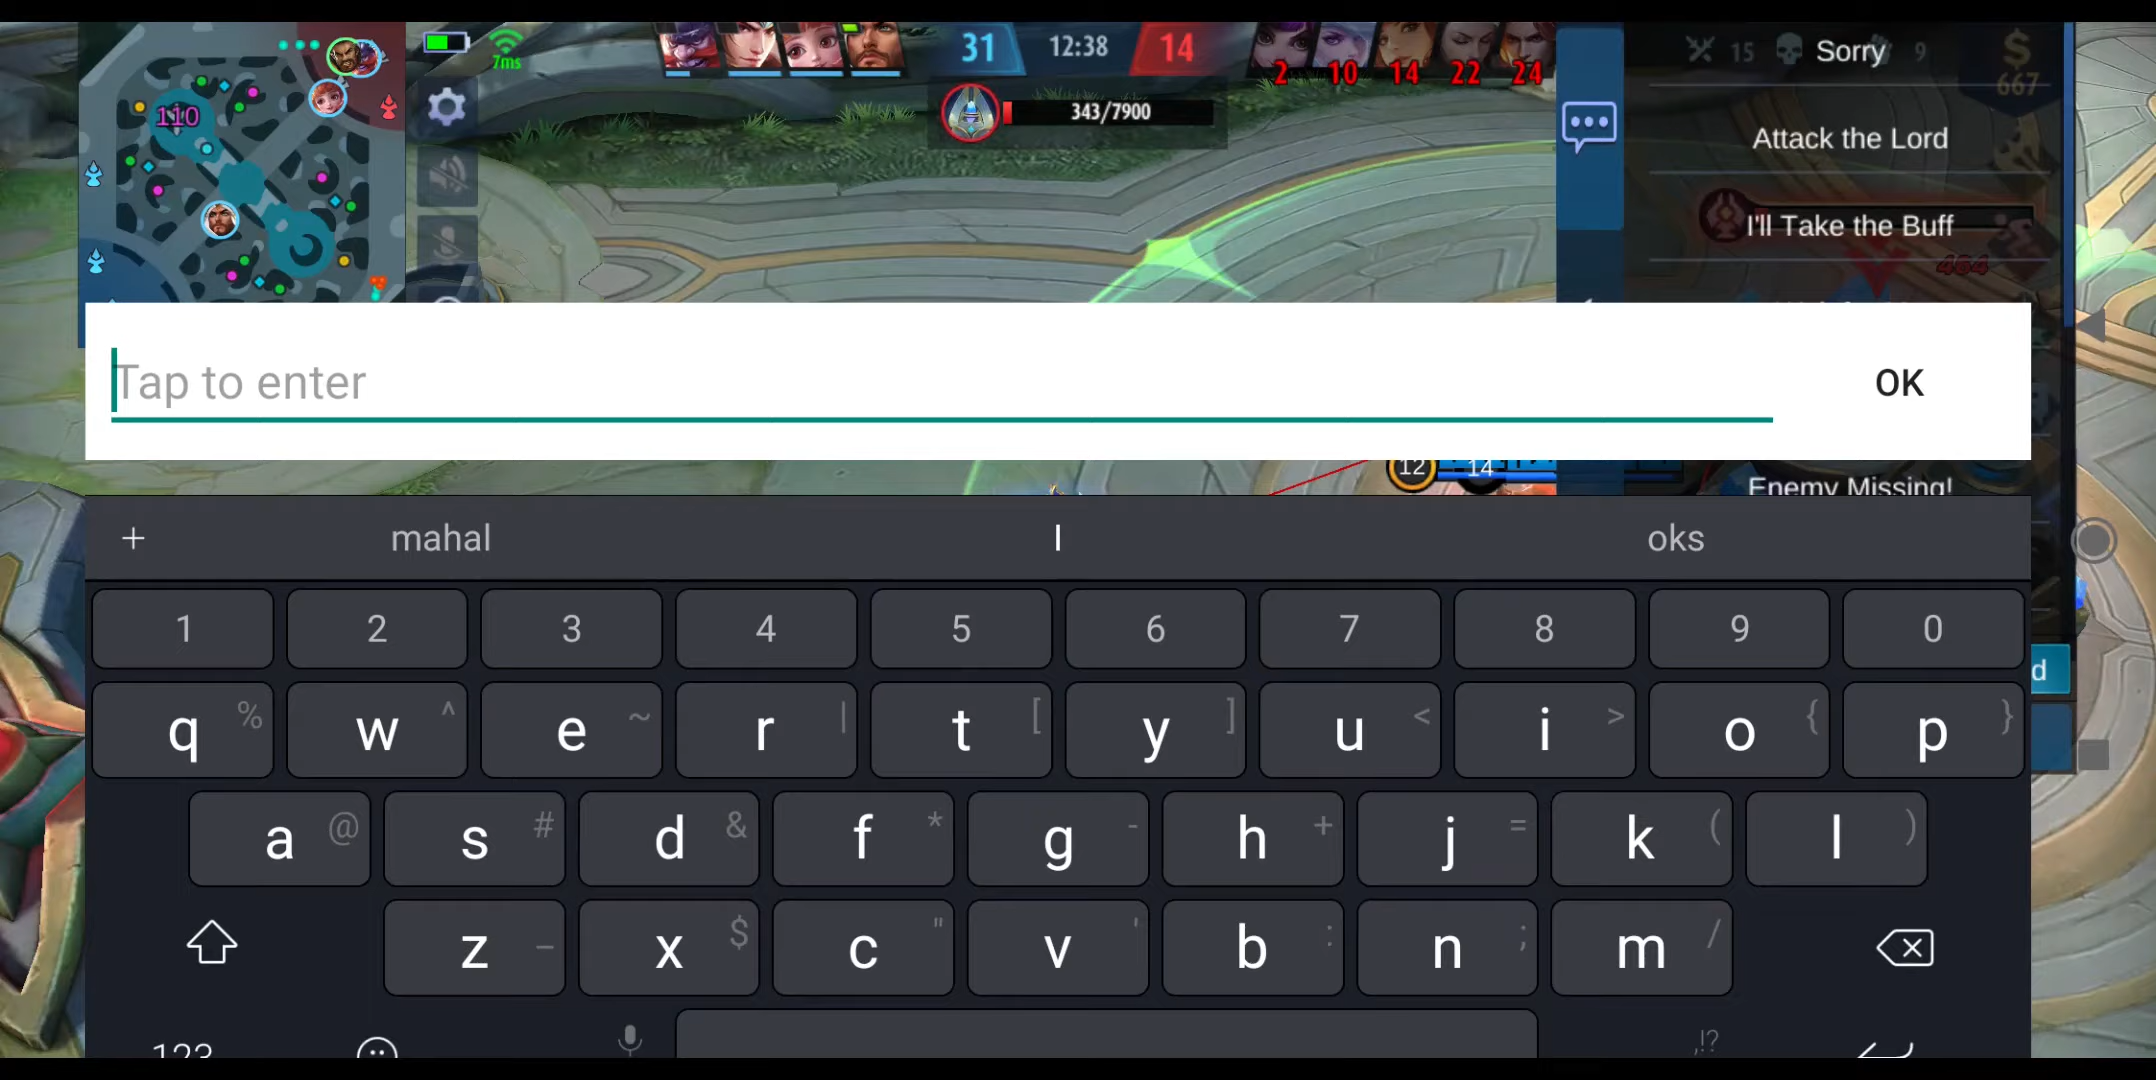 7ms
31 12:38 14
2 10 14 22 24
343/7900
110
15 Sorry 9
667
Attack the Lord
I'll Take the Buff
484
Tap to enter
OK
12 14
Enemy Missing!
+ mahal I oks
1 2 3 4 5 6 7 8 9 0
q % w ^ e ~ r | t [ y ] u < i > o { p }
d
a @ s # d & f * g - h + j = k ( l )
z _ x $ c " v ' b : n ; m /
123 ,!?